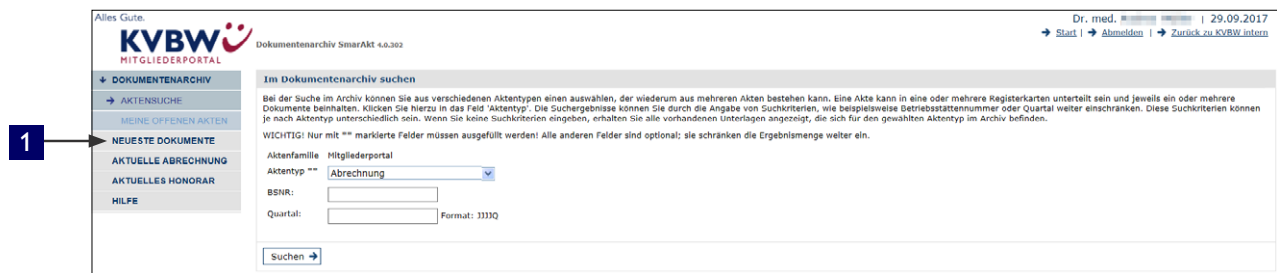 Alles Gute.
KVBW
MITGLIEDERPORTAL
Dokumentenarchiv SmarAkt 4.0.302
Dr. med. | 29.09.2017
Start | Abmelden | Zurück zu KVBW intern
DOKUMENTENARCHIV
AKTENSUCHE
MEINE OFFENEN AKTEN
1
NEUESTE DOKUMENTE
AKTUELLE ABRECHNUNG
AKTUELLES HONORAR
HILFE
Im Dokumentenarchiv suchen
Bei der Suche im Archiv können Sie aus verschiedenen Aktentypen einen auswählen, der wiederum aus mehreren Akten bestehen kann. Eine Akte kann in eine oder mehrere Registerkarten unterteilt sein und jeweils ein oder mehrere
Dokumente beinhalten. Klicken Sie hierzu in das Feld 'Aktentyp'. Die Suchergebnisse können Sie durch die Angabe von Suchkriterien, wie beispielsweise Betriebsstättennummer oder Quartal weiter einschränken. Diese Suchkriterien können
je nach Aktentyp unterschiedlich sein. Wenn Sie keine Suchkriterien eingeben, erhalten Sie alle vorhandenen Unterlagen angezeigt, die sich für den gewählten Aktentyp im Archiv befinden.
WICHTIG! Nur mit "*" markierte Felder müssen ausgefüllt werden! Alle anderen Felder sind optional; sie schränken die Ergebnismenge weiter ein.
Aktenfamilie Mitgliederportal
Aktentyp "*" Abrechnung
BSNR:
Quartal: Format: JJJJQ
Suchen